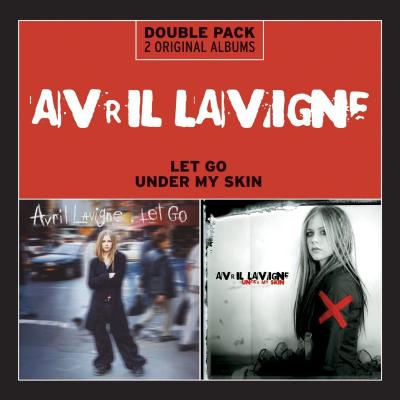 DOUBLE PACK
2 ORIGINAL ALBUMS
AVRIL LAVIGNE
LET GO
UNDER MY SKIN
Avril Lavigne . Let Go
AVRIL LAVIGNE
UNDER MY SKIN